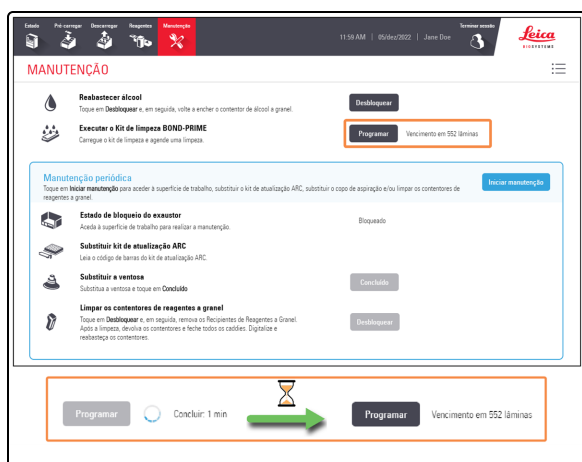 Estado Pré-carregar Descarregar Reagentes Manutenção
11:59 AM | 05/dez/2022 | Jane Doe
Terminar sessão
Leica
BIOSYSTEMS
MANUTENÇÃO
Reabastecer álcool
Toque em Desbloquear e, em seguida, volte a encher o contentor de álcool a granel.
Desbloquear
Executar o Kit de limpeza BOND-PRIME
Carregue o kit de limpeza e agende uma limpeza.
Programar Vencimento em 552 lâminas
Manutenção periódica
Toque em Iniciar manutenção para aceder à superfície de trabalho, substituir o kit de atualização ARC, substituir o copo de aspiração e/ou limpar os contentores de
reagentes a granel.
Iniciar manutenção
Estado de bloqueio do exaustor
Aceda à superfície de trabalho para realizar a manutenção.
Bloqueado
Substituir kit de atualização ARC
Leia o código de barras do kit de atualização ARC.
Substituir a ventosa
Substitua a ventosa e toque em Concluído
Concluído
Limpar os contentores de reagentes a granel
Toque em Desbloquear e, em seguida, remova os Recipientes de Reagentes a Granel.
Após a limpeza, devolva os contentores e feche todos os caddies. Digitalize e
reabasteça os contentores.
Desbloquear
Programar Concluir: 1 min
Programar Vencimento em 552 lâminas